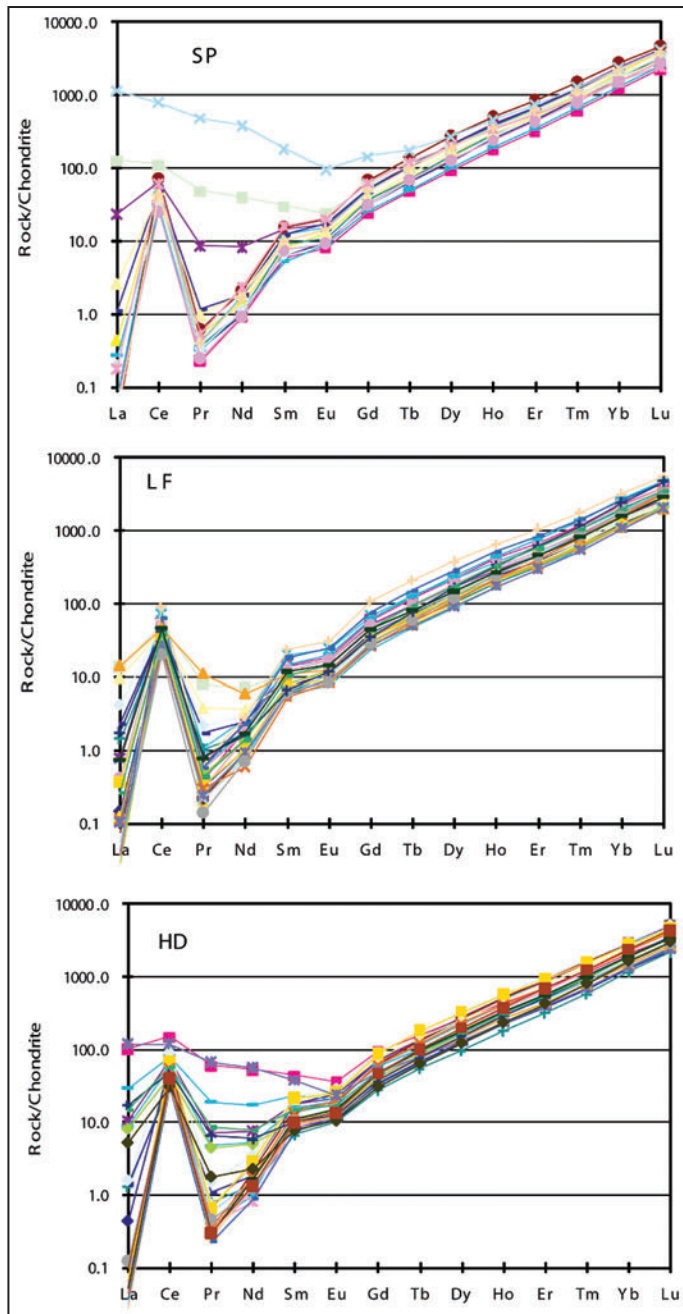 SP
Rock/Chondrite
10000.0
1000.0
100.0
10.0
1.0
0.1
La Ce Pr Nd Sm Eu Gd Tb Dy Ho Er Tm Yb Lu
LF
Rock/Chondrite
10000.0
1000.0
100.0
10.0
1.0
0.1
La Ce Pr Nd Sm Eu Gd Tb Dy Ho Er Tm Yb Lu
HD
Rock/Chondrite
10000.0
1000.0
100.0
10.0
1.0
0.1
La Ce Pr Nd Sm Eu Gd Tb Dy Ho Er Tm Yb Lu